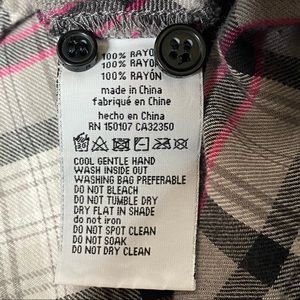 100% RAYON
100% RAYONNE
100% RAYÓN
made in China
fabriqué en Chine
hecho en China
RN 150107 CA32350
COOL GENTLE HAND
WASH INSIDE OUT
WASHING BAG PREFERABLE
DO NOT BLEACH
DO NOT TUMBLE DRY
DRY FLAT IN SHADE
do not iron
DO NOT SPOT CLEAN
DO NOT SOAK
DO NOT DRY CLEAN